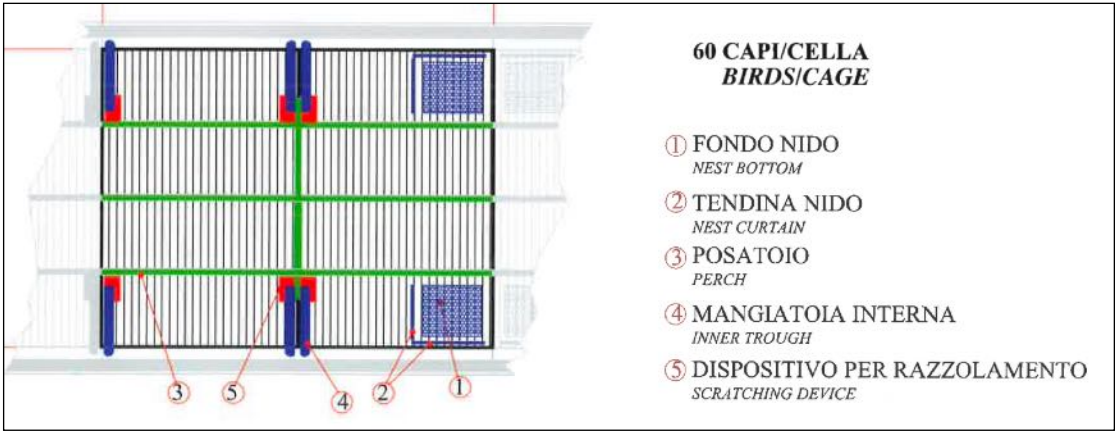 60 CAPI/CELLA
BIRDS/CAGE
1 FONDO NIDO
NEST BOTTOM
2 TENDINA NIDO
NEST CURTAIN
3 POSATOIO
PERCH
4 MANGIATOIA INTERNA
INNER TROUGH
5 DISPOSITIVO PER RAZZOLAMENTO
SCRATCHING DEVICE
3 5 4 2 1